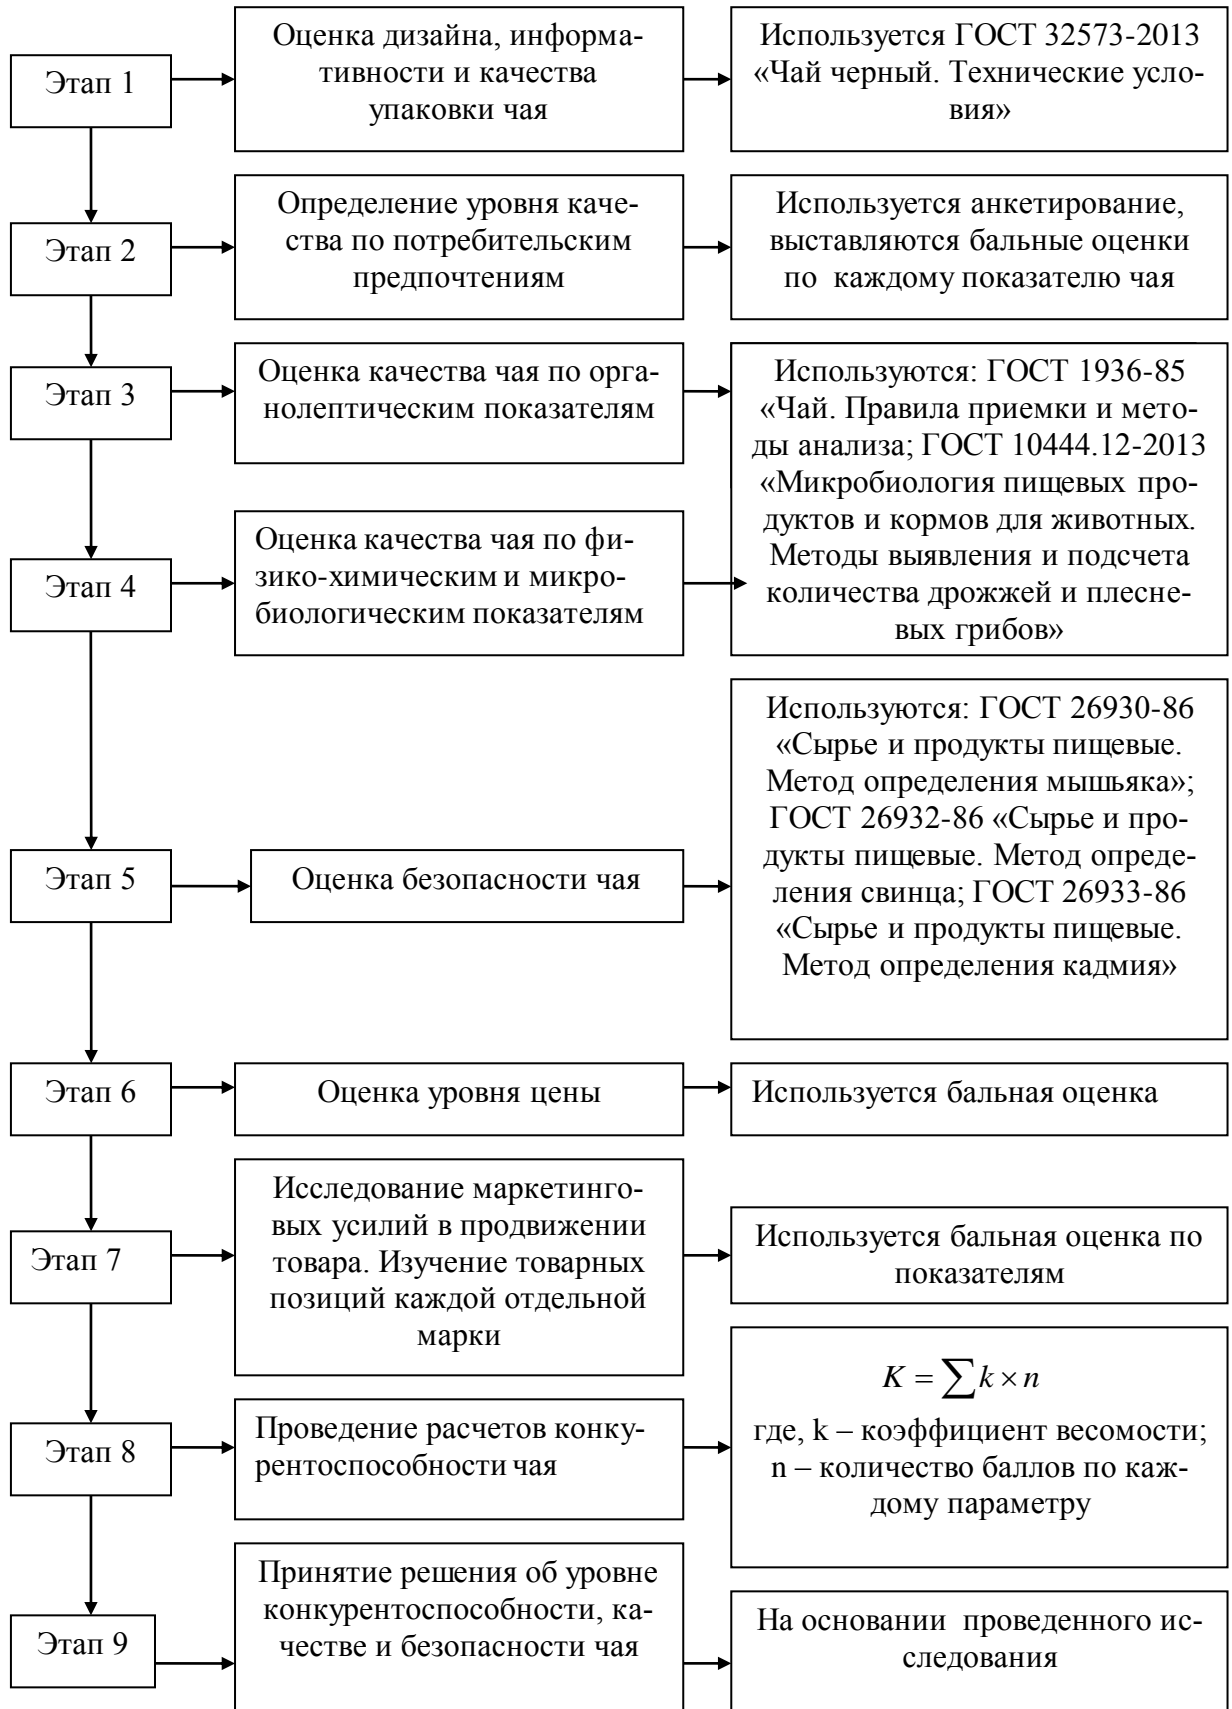 Этап 1
Оценка дизайна, информа-
тивности и качества
упаковки чая
Используется ГОСТ 32573-2013
«Чай черный. Технические усло-
вия»
Этап 2
Определение уровня каче-
ства по потребительским
предпочтениям
Используется анкетирование,
выставляются бальные оценки
по каждому показателю чая
Этап 3
Оценка качества чая по орга-
нолептическим показателям
Используются: ГОСТ 1936-85
«Чай. Правила приемки и мето-
ды анализа; ГОСТ 10444.12-2013
«Микробиология пищевых про-
дуктов и кормов для животных.
Методы выявления и подсчета
количества дрожжей и плесне-
вых грибов»
Этап 4
Оценка качества чая по фи-
зико-химическим и микро-
биологическим показателям
Этап 5
Оценка безопасности чая
Используются: ГОСТ 26930-86
«Сырье и продукты пищевые.
Метод определения мышьяка»;
ГОСТ 26932-86 «Сырье и про-
дукты пищевые. Метод опреде-
ления свинца; ГОСТ 26933-86
«Сырье и продукты пищевые.
Метод определения кадмия»
Этап 6
Оценка уровня цены
Используется бальная оценка
Этап 7
Исследование маркетинго-
вых усилий в продвижении
товара. Изучение товарных
позиций каждой отдельной
марки
Используется бальная оценка по
показателям
Этап 8
Проведение расчетов конку-
рентоспособности чая
K = ∑ k × n
где, k – коэффициент весомости;
n – количество баллов по каж-
дому параметру
Этап 9
Принятие решения об уровне
конкурентоспособности, ка-
честве и безопасности чая
На основании проведенного ис-
следования